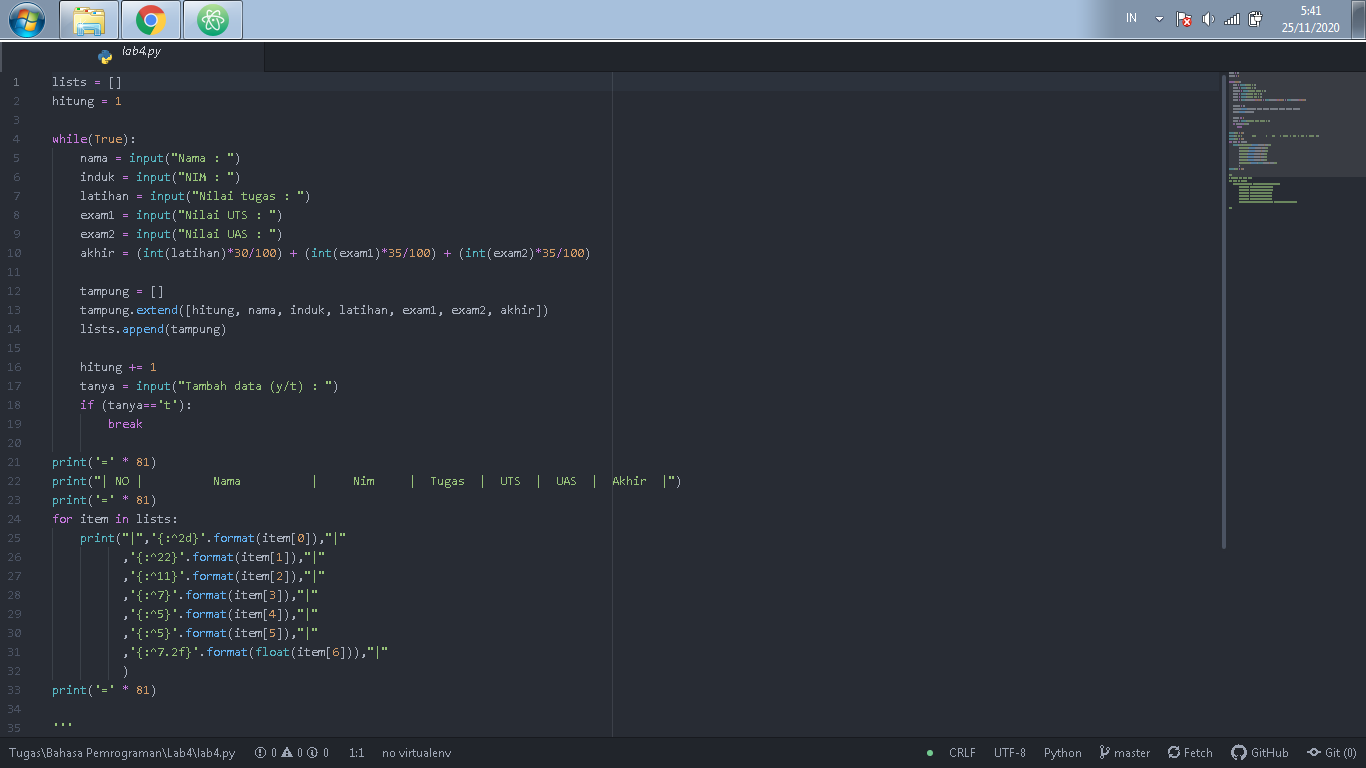 IN
5:41
25/11/2020
lab4.py
1 lists = []
2 hitung = 1
3
4 while(True):
5     nama = input("Nama : ")
6     induk = input("NIM : ")
7     latihan = input("Nilai tugas : ")
8     exam1 = input("Nilai UTS : ")
9     exam2 = input("Nilai UAS : ")
10     akhir = (int(latihan)*30/100) + (int(exam1)*35/100) + (int(exam2)*35/100)
11
12     tampung = []
13     tampung.extend([hitung, nama, induk, latihan, exam1, exam2, akhir])
14     lists.append(tampung)
15
16     hitung += 1
17     tanya = input("Tambah data (y/t) : ")
18     if (tanya=='t'):
19         break
20
21 print('=' * 81)
22 print("| NO |          Nama          |     Nim     |  Tugas  |  UTS  |  UAS  |  Akhir  |")
23 print('=' * 81)
24 for item in lists:
25     print("|",'{:^2d}'.format(item[0]),"|"
26           ,'{:^22}'.format(item[1]),"|"
27           ,'{:^11}'.format(item[2]),"|"
28           ,'{:^7}'.format(item[3]),"|"
29           ,'{:^5}'.format(item[4]),"|"
30           ,'{:^5}'.format(item[5]),"|"
31           ,'{:^7.2f}'.format(float(item[6])),"|"
32           )
33 print('=' * 81)
34
35 '''
Tugas\Bahasa Pemrograman\Lab4\lab4.py 0 0 0 1:1 no virtualenv CRLF UTF-8 Python master Fetch GitHub Git (0)